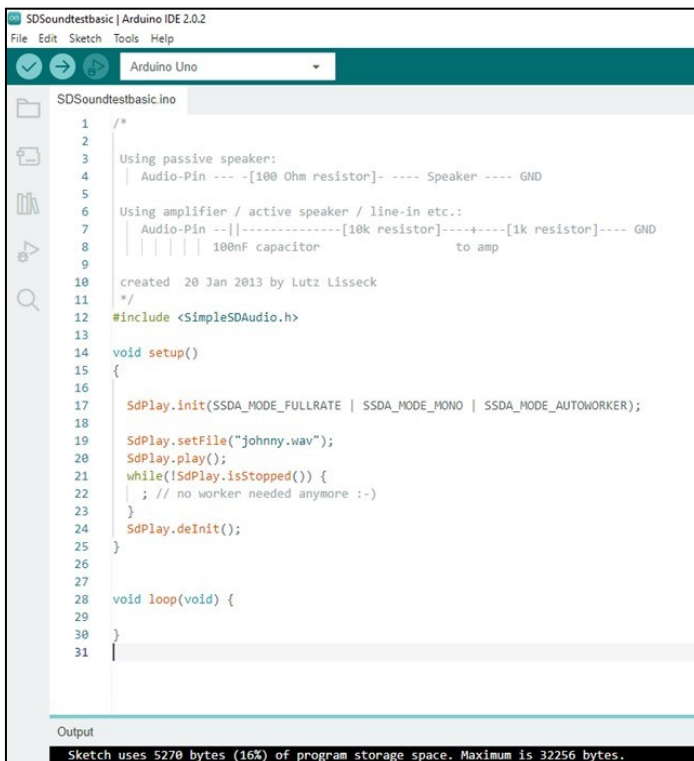 SDSoundtestbasic | Arduino IDE 2.0.2
File Edit Sketch Tools Help
Arduino Uno
SDSoundtestbasic.ino
1 /*
2
3 Using passive speaker:
4 Audio-Pin --- -[100 Ohm resistor]- ---- Speaker ---- GND
5
6 Using amplifier / active speaker / line-in etc.:
7 Audio-Pin --||--------------[10k resistor]----+----[1k resistor]---- GND
8 100nF capacitor to amp
9
10 created 20 Jan 2013 by Lutz Lisseck
11 */
12 #include <SimpleSDAudio.h>
13
14 void setup()
15 {
16
17 SdPlay.init(SSDA_MODE_FULLRATE | SSDA_MODE_MONO | SSDA_MODE_AUTOWORKER);
18
19 SdPlay.setFile("johnny.wav");
20 SdPlay.play();
21 while(!SdPlay.isStopped()) {
22 ; // no worker needed anymore :-)
23 }
24 SdPlay.deInit();
25 }
26
27
28 void loop(void) {
29
30 }
31
Output
Sketch uses 5270 bytes (16%) of program storage space. Maximum is 32256 bytes.